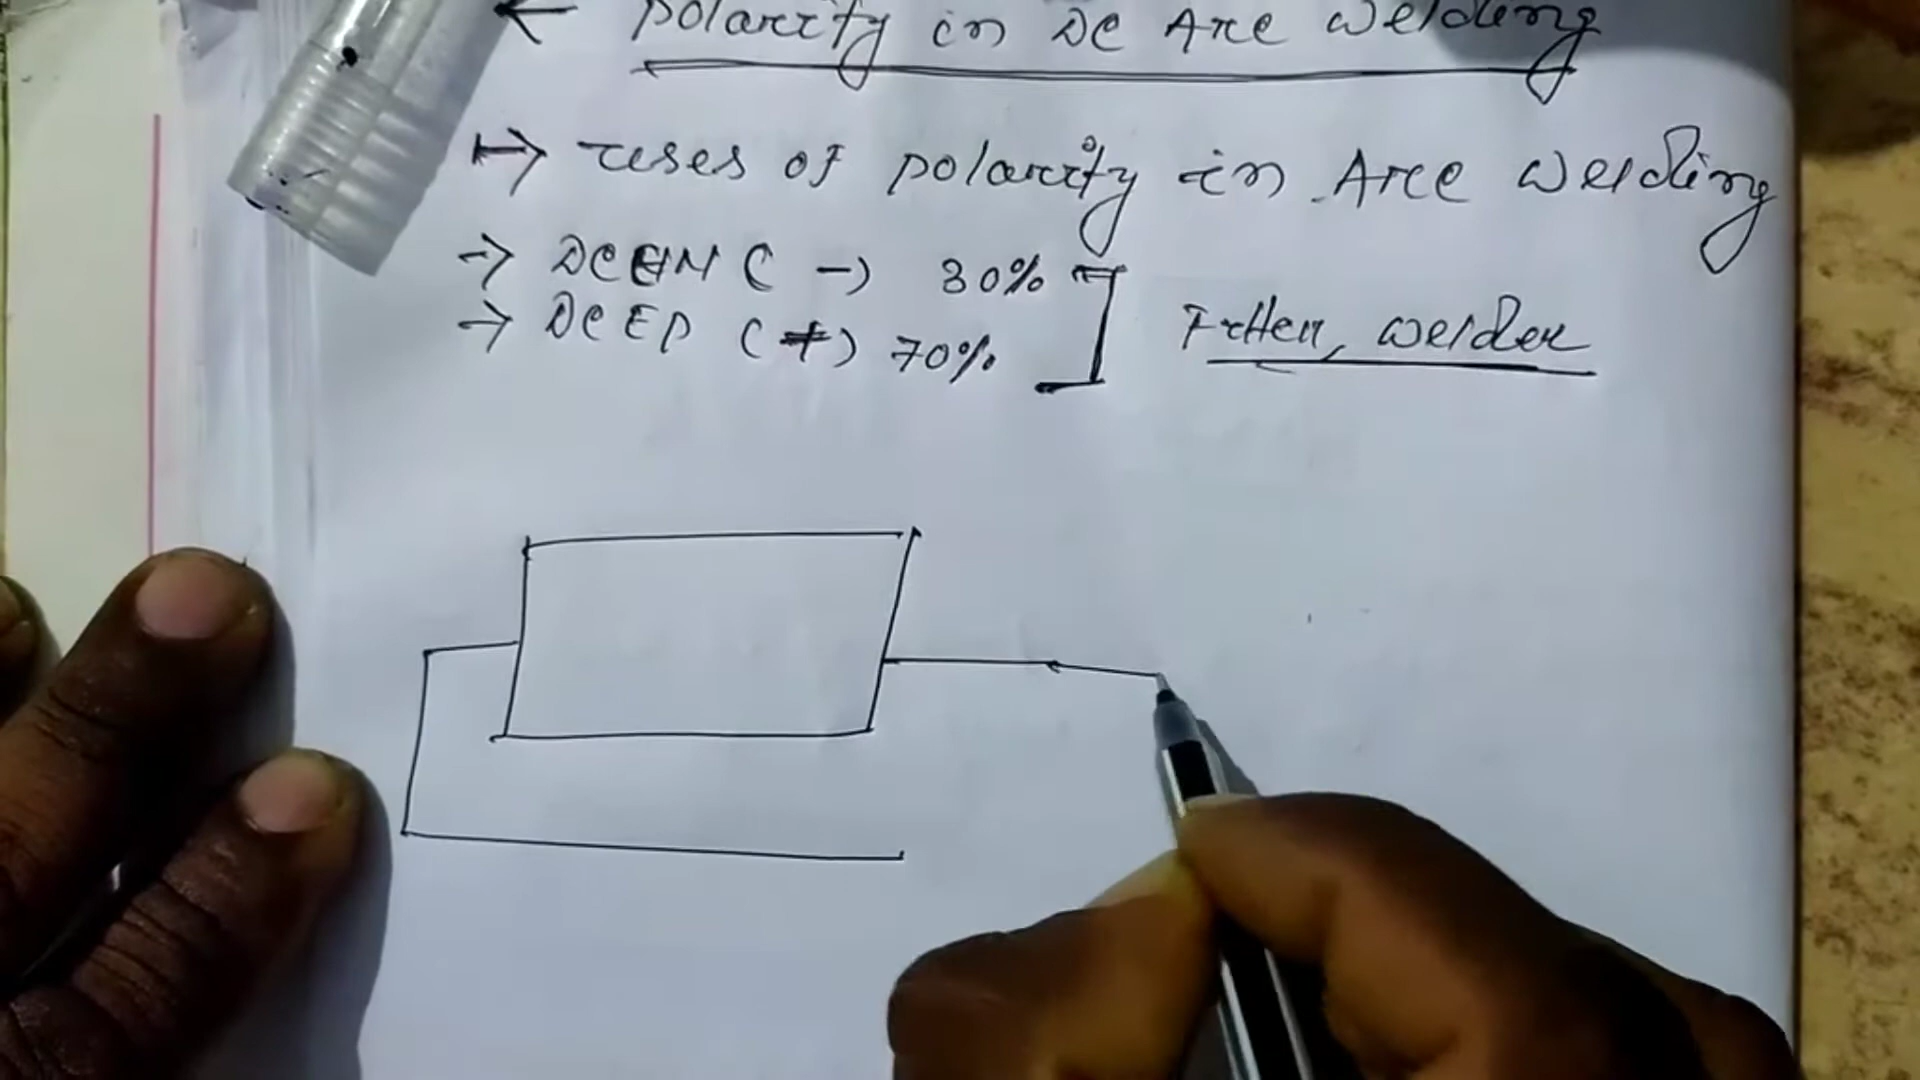 ← polarity in DC Arc Welding
↦ uses of polarity in Arc Welding
→ DCEN (-) 30%
→ DCEP (+) 70%
Fitter, Welder